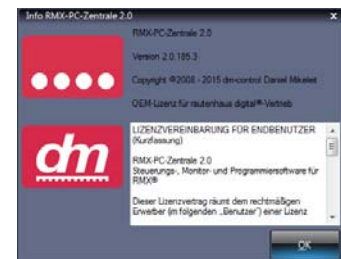 Info RMX-PC-Zentrale 2.0
x
RMX-PC-Zentrale 2.0
Version 2.0.185.3
Copyright ©2008 - 2015 dm-control Daniel Mikeleit
OEM-Lizenz für rautenhaus digital®-Vertrieb
dm
LIZENZVEREINBARUNG FÜR ENDBENUTZER
(Kurzfassung)
RMX-PC-Zentrale 2.0
Steuerungs-, Monitor- und Programmiersoftware für
RMX®
Dieser Lizenzvertrag räumt dem rechtmäßigen
Erwerber (im folgenden „Benutzer") einer Lizenz
OK